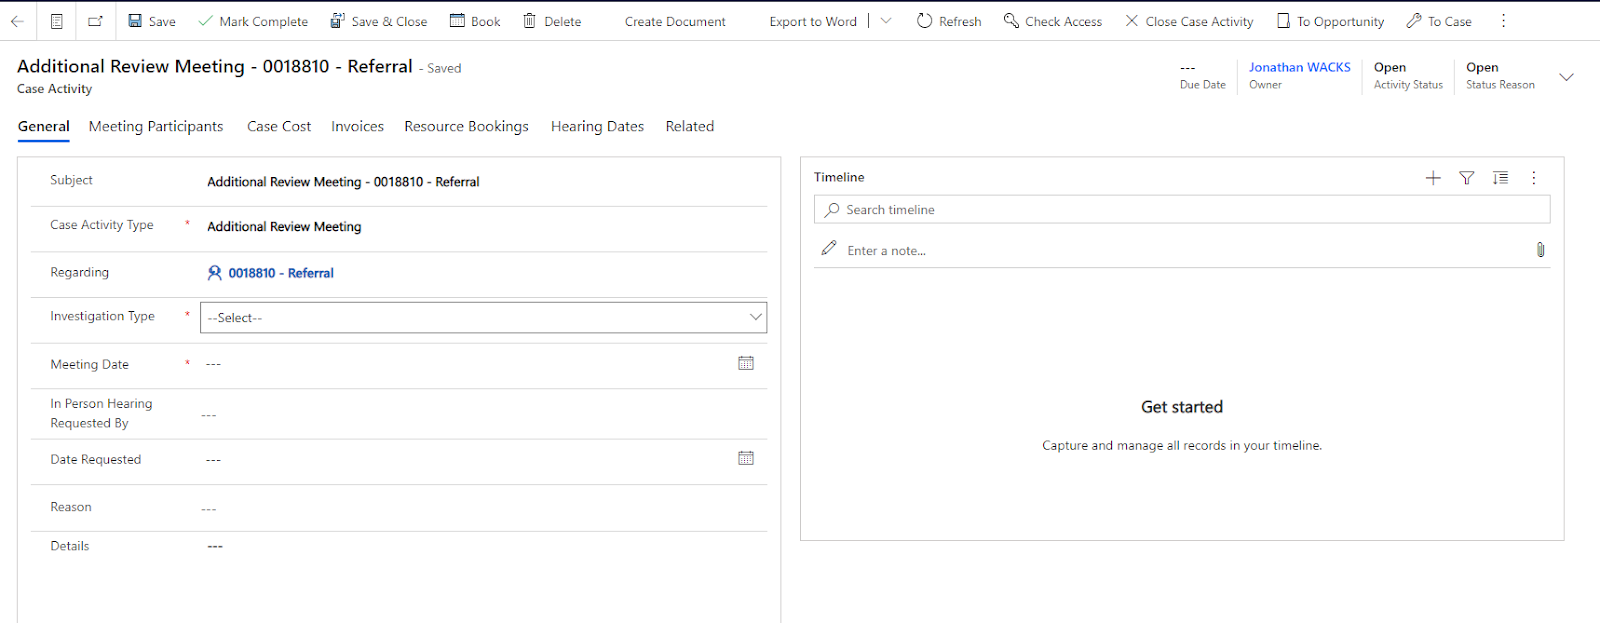 Save
Mark Complete
Save & Close
Book
Delete
Create Document
Export to Word
Refresh
Check Access
Close Case Activity
To Opportunity
To Case
Additional Review Meeting - 0018810 - Referral - Saved
Case Activity
---
Due Date
Jonathan WACKS
Owner
Open
Activity Status
Open
Status Reason
General
Meeting Participants
Case Cost
Invoices
Resource Bookings
Hearing Dates
Related
Subject
Additional Review Meeting - 0018810 - Referral
Case Activity Type * Additional Review Meeting
Regarding
0018810 - Referral
Investigation Type * --Select--
Meeting Date * ---
In Person Hearing
Requested By
---
Date Requested ---
Reason ---
Details ---
Timeline
Search timeline
Enter a note...
Get started
Capture and manage all records in your timeline.